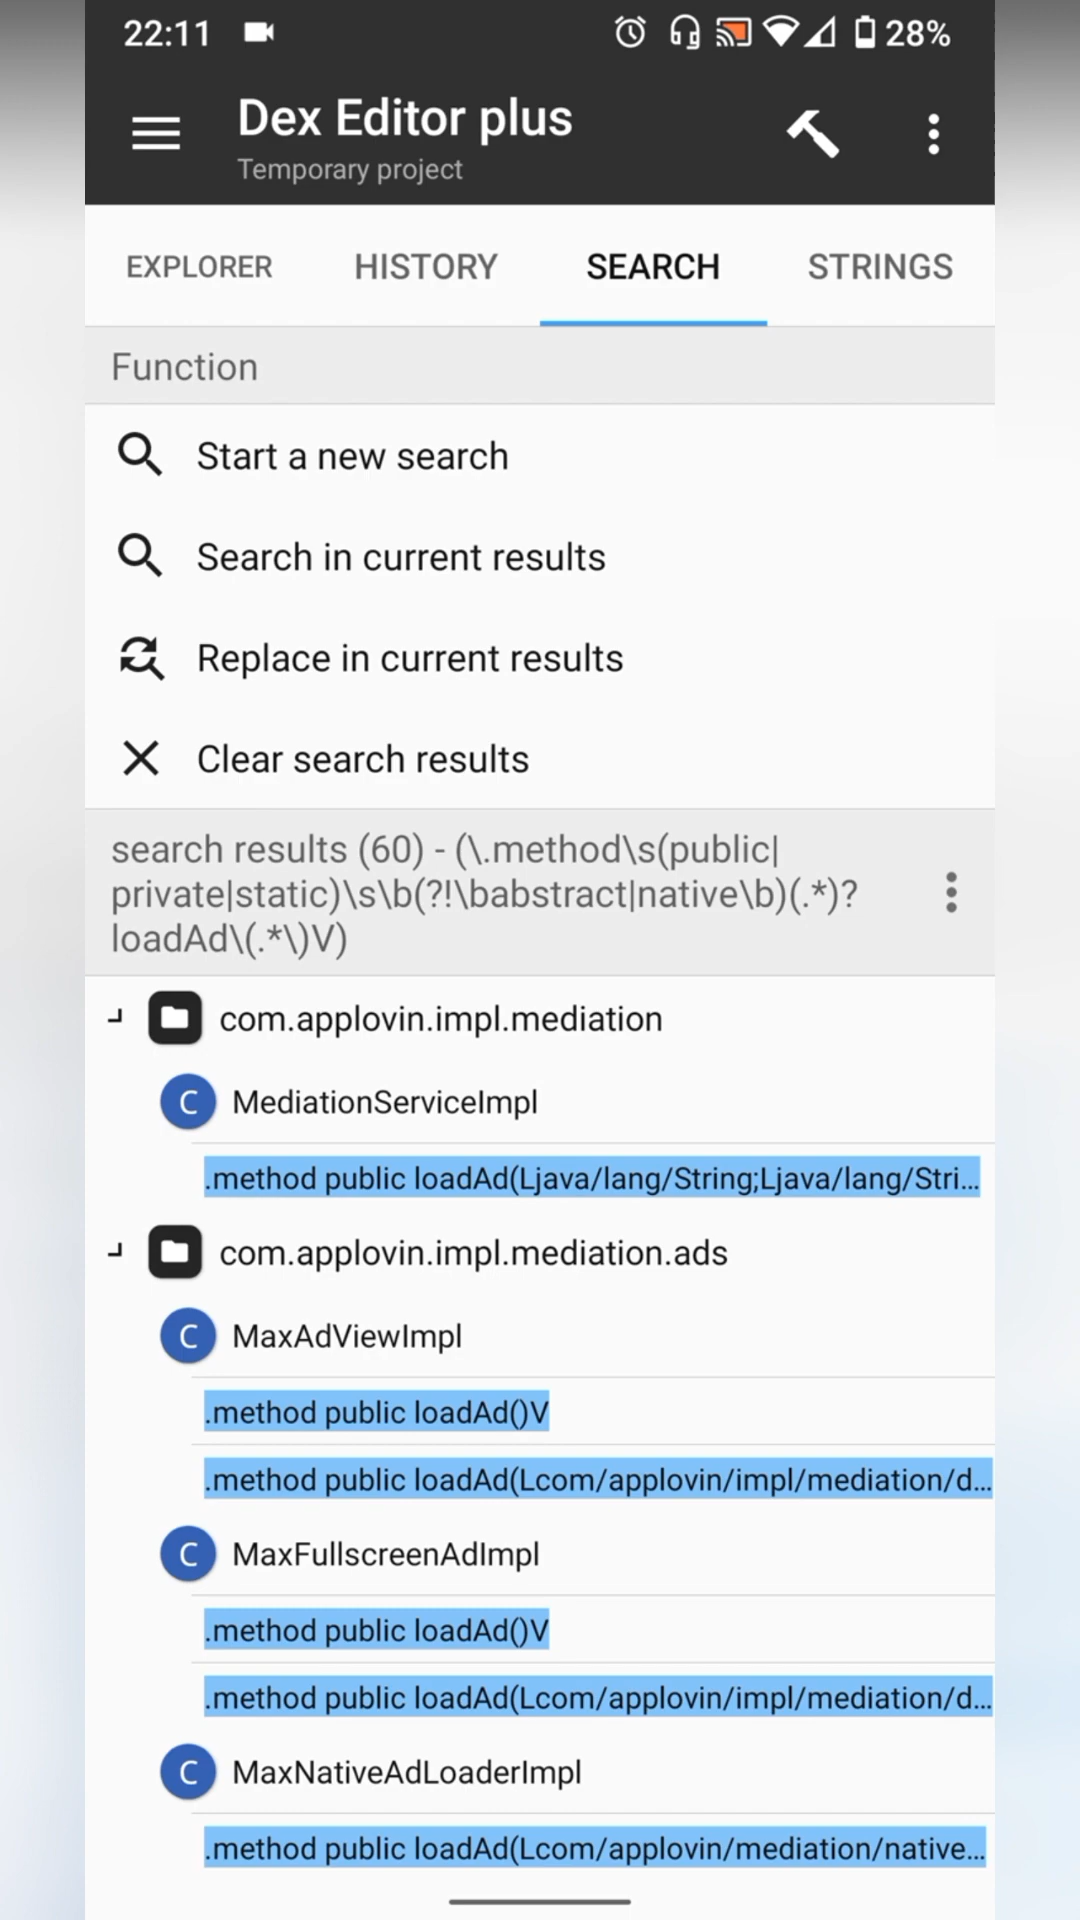 22:11
28%
Dex Editor plus
Temporary project
EXPLORER
HISTORY
SEARCH
STRINGS
Function
Start a new search
Search in current results
Replace in current results
Clear search results
search results (60) - (\.method\s(public|
private|static)\s\b(?!\babstract|native\b)(.*)?
loadAd\(.*\)V)
com.applovin.impl.mediation
C MediationServiceImpl
.method public loadAd(Ljava/lang/String;Ljava/lang/Stri...
com.applovin.impl.mediation.ads
C MaxAdViewImpl
.method public loadAd()V
.method public loadAd(Lcom/applovin/impl/mediation/d...
C MaxFullscreenAdImpl
.method public loadAd()V
.method public loadAd(Lcom/applovin/impl/mediation/d...
C MaxNativeAdLoaderImpl
.method public loadAd(Lcom/applovin/mediation/native...